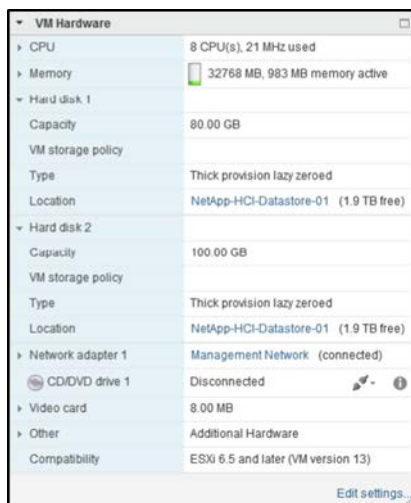 VM Hardware
CPU 8 CPU(s), 21 MHz used
Memory 32768 MB, 983 MB memory active
Hard disk 1
Capacity 80.00 GB
VM storage policy
Type Thick provision lazy zeroed
Location NetApp-HCI-Datastore-01 (1.9 TB free)
Hard disk 2
Capacity 100.00 GB
VM storage policy
Type Thick provision lazy zeroed
Location NetApp-HCI-Datastore-01 (1.9 TB free)
Network adapter 1 Management Network (connected)
CD/DVD drive 1 Disconnected
Video card 8.00 MB
Other Additional Hardware
Compatibility ESXi 6.5 and later (VM version 13)
Edit settings...